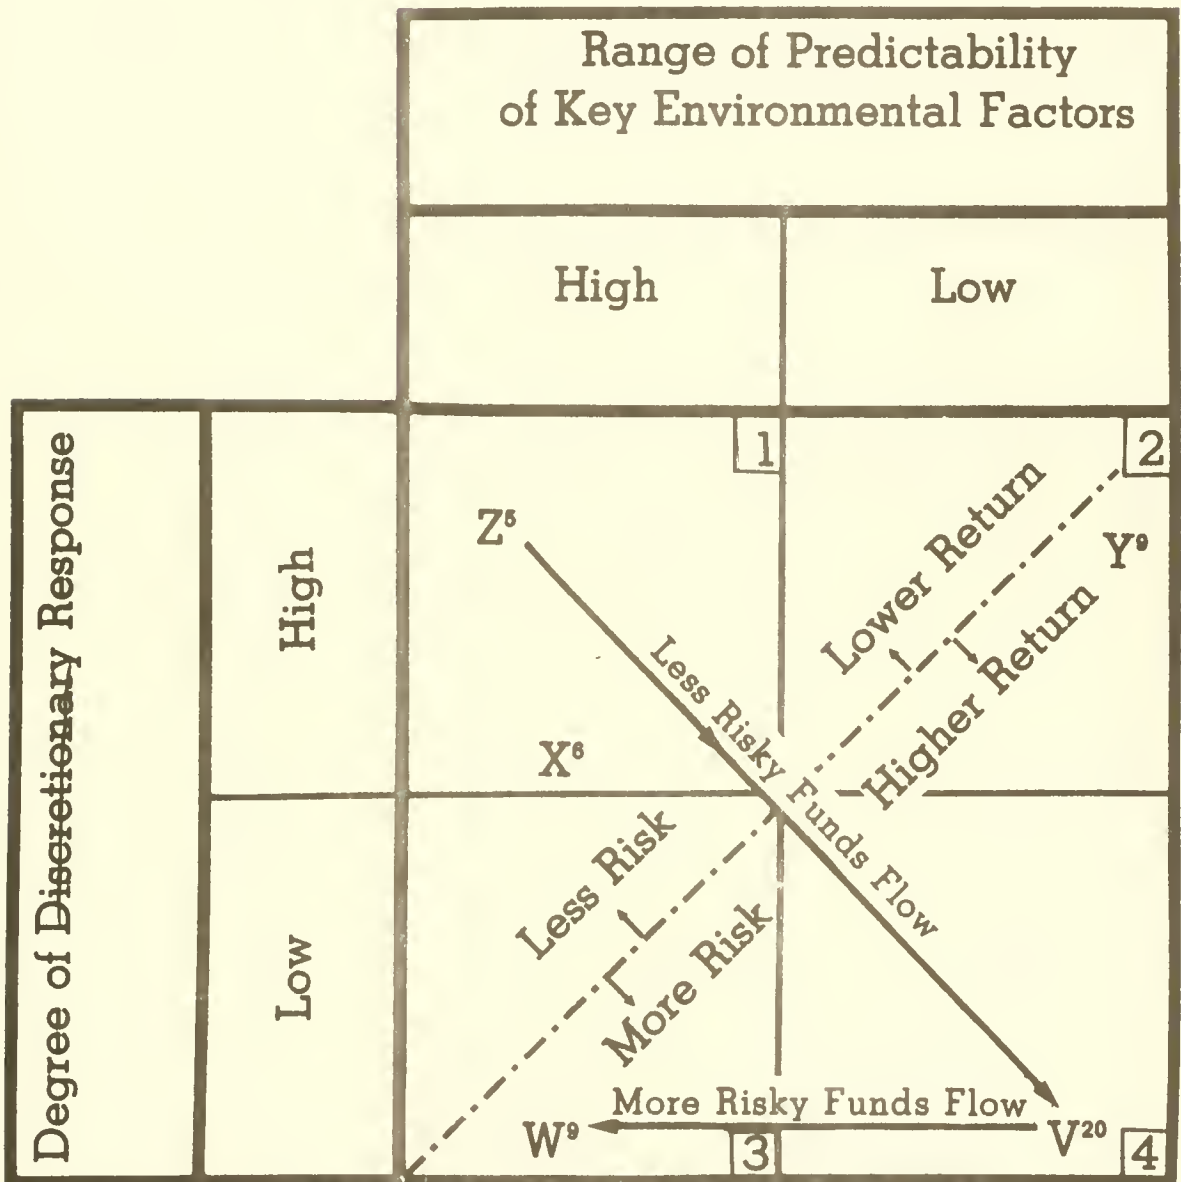 Range of Predictability
of Key Environmental Factors
High
Low
Degree of Discretionary Response
High
Low
1
2
3
4
Z⁵
Y⁹
X⁶
W⁹
V²⁰
Lower Return
Higher Return
Less Risky Funds Flow
Less Risk
More Risk
More Risky Funds Flow